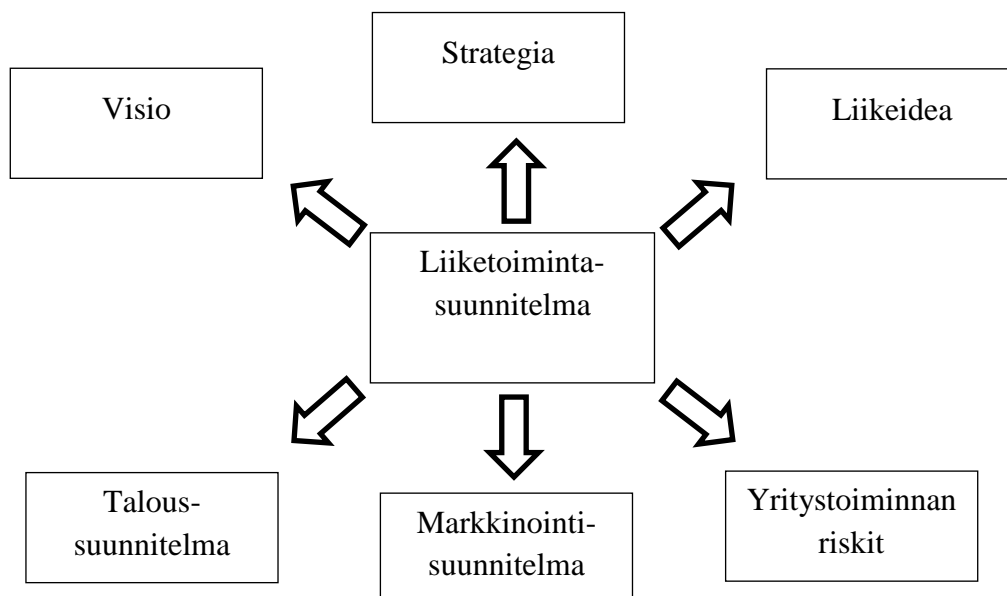 Strategia
Visio
Liikeidea
Liiketoiminta-
suunnitelma
Talous-
suunnitelma
Markkinointi-
suunnitelma
Yritystoiminnan
riskit